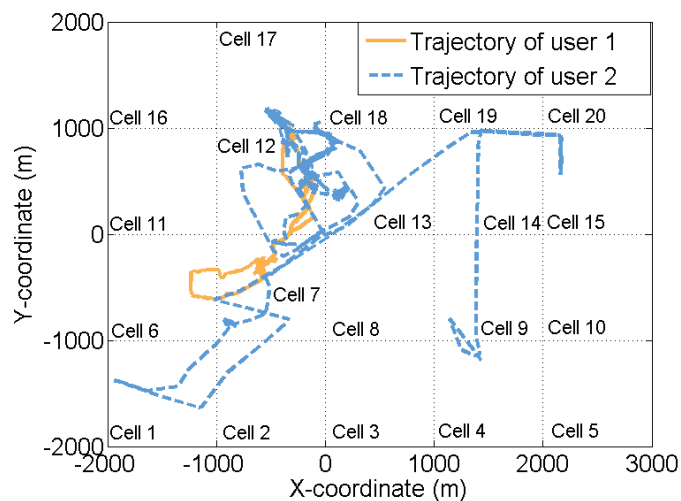 2000
Cell 17
Trajectory of user 1
Trajectory of user 2
Cell 16
1000
Cell 18
Cell 19
Cell 20
Cell 12
Cell 11
0
Cell 13
Cell 14
Cell 15
Y-coordinate (m)
Cell 7
Cell 6
-1000
Cell 8
Cell 9
Cell 10
Cell 1
Cell 2
Cell 3
Cell 4
Cell 5
-2000
-2000
-1000
0
1000
2000
3000
X-coordinate (m)